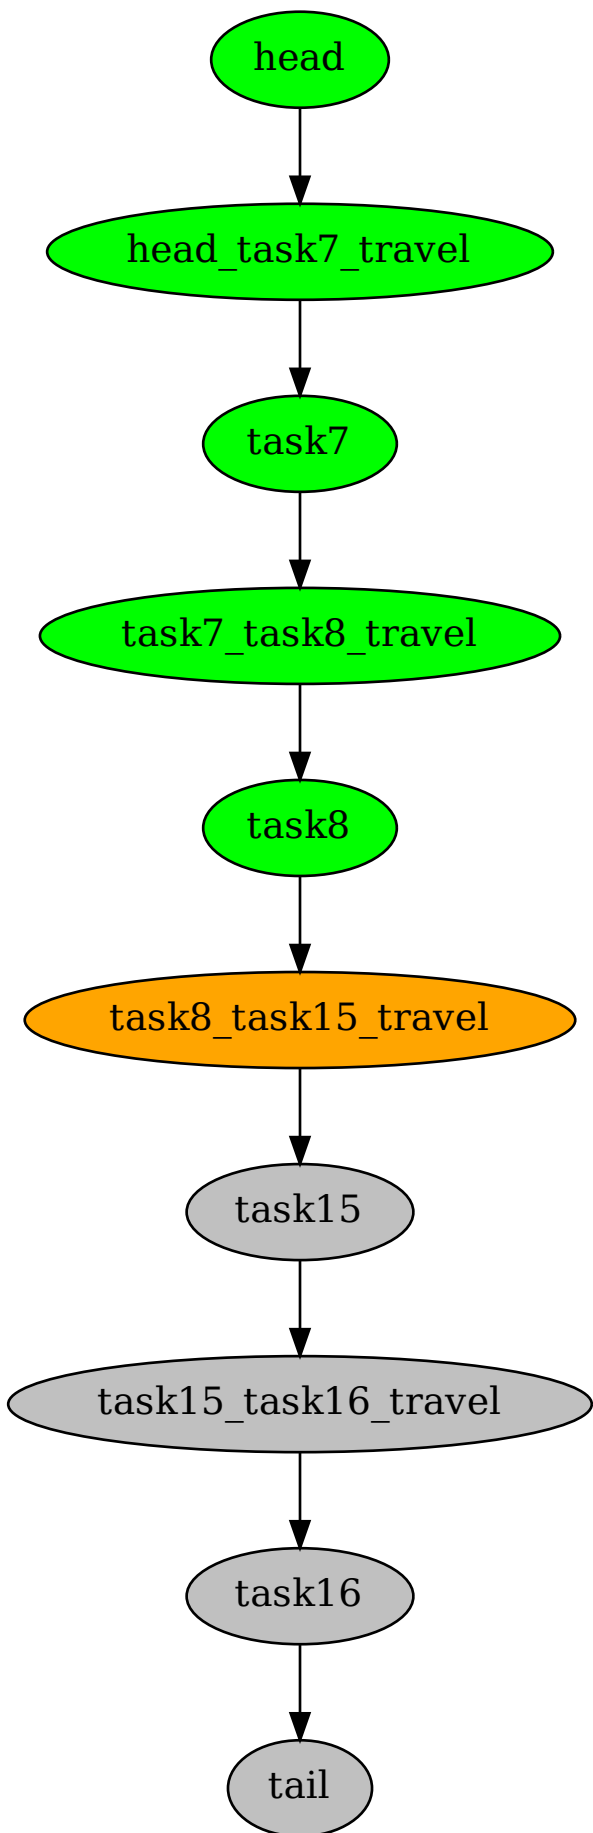 head
head_task7_travel
task7
task7_task8_travel
task8
task8_task15_travel
task15
task15_task16_travel
task16
tail